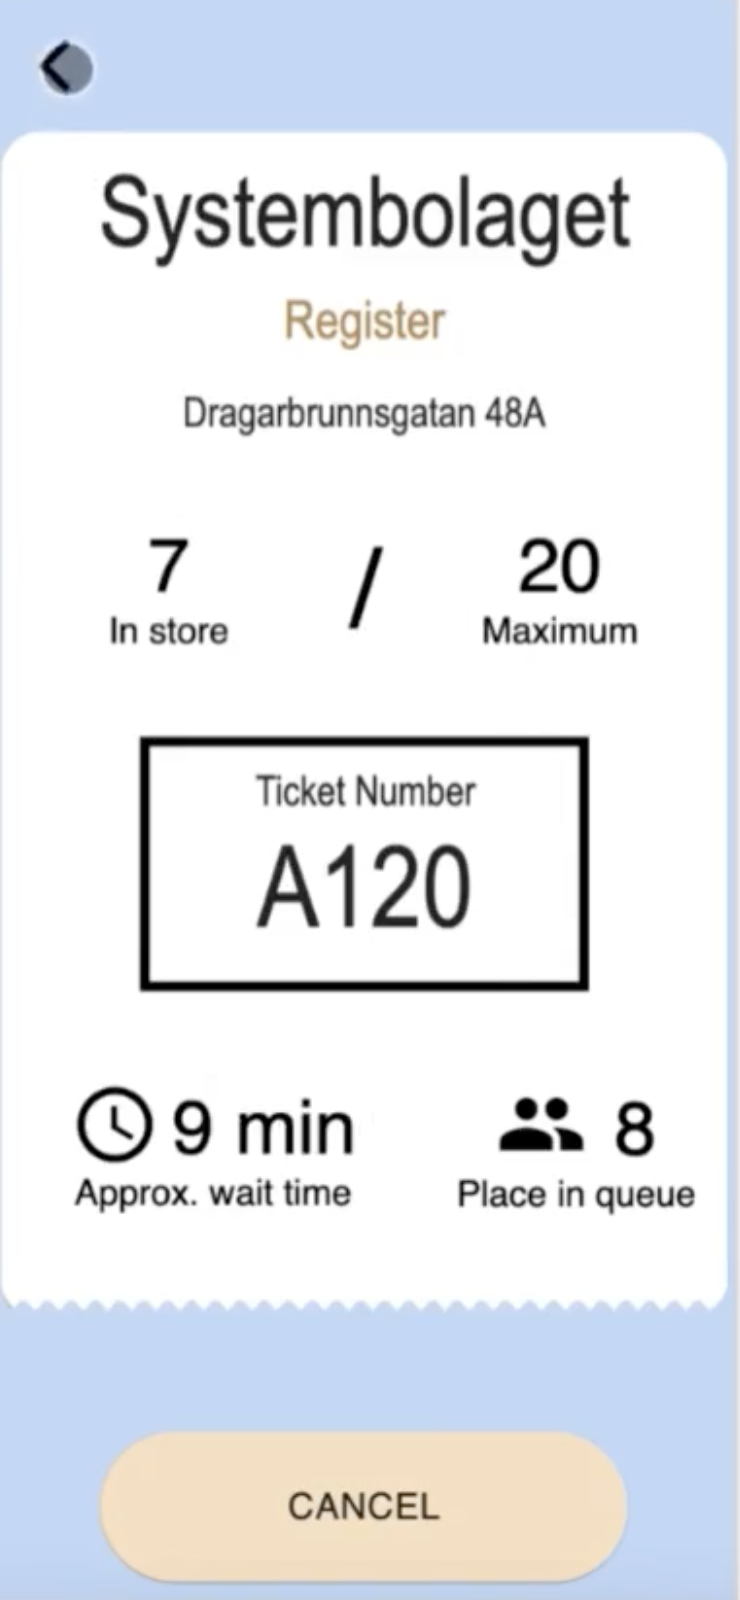 Systembolaget
Register
Dragarbrunnsgatan 48A
7 / 20
In store Maximum
Ticket Number
A120
9 min 8
Approx. wait time Place in queue
CANCEL